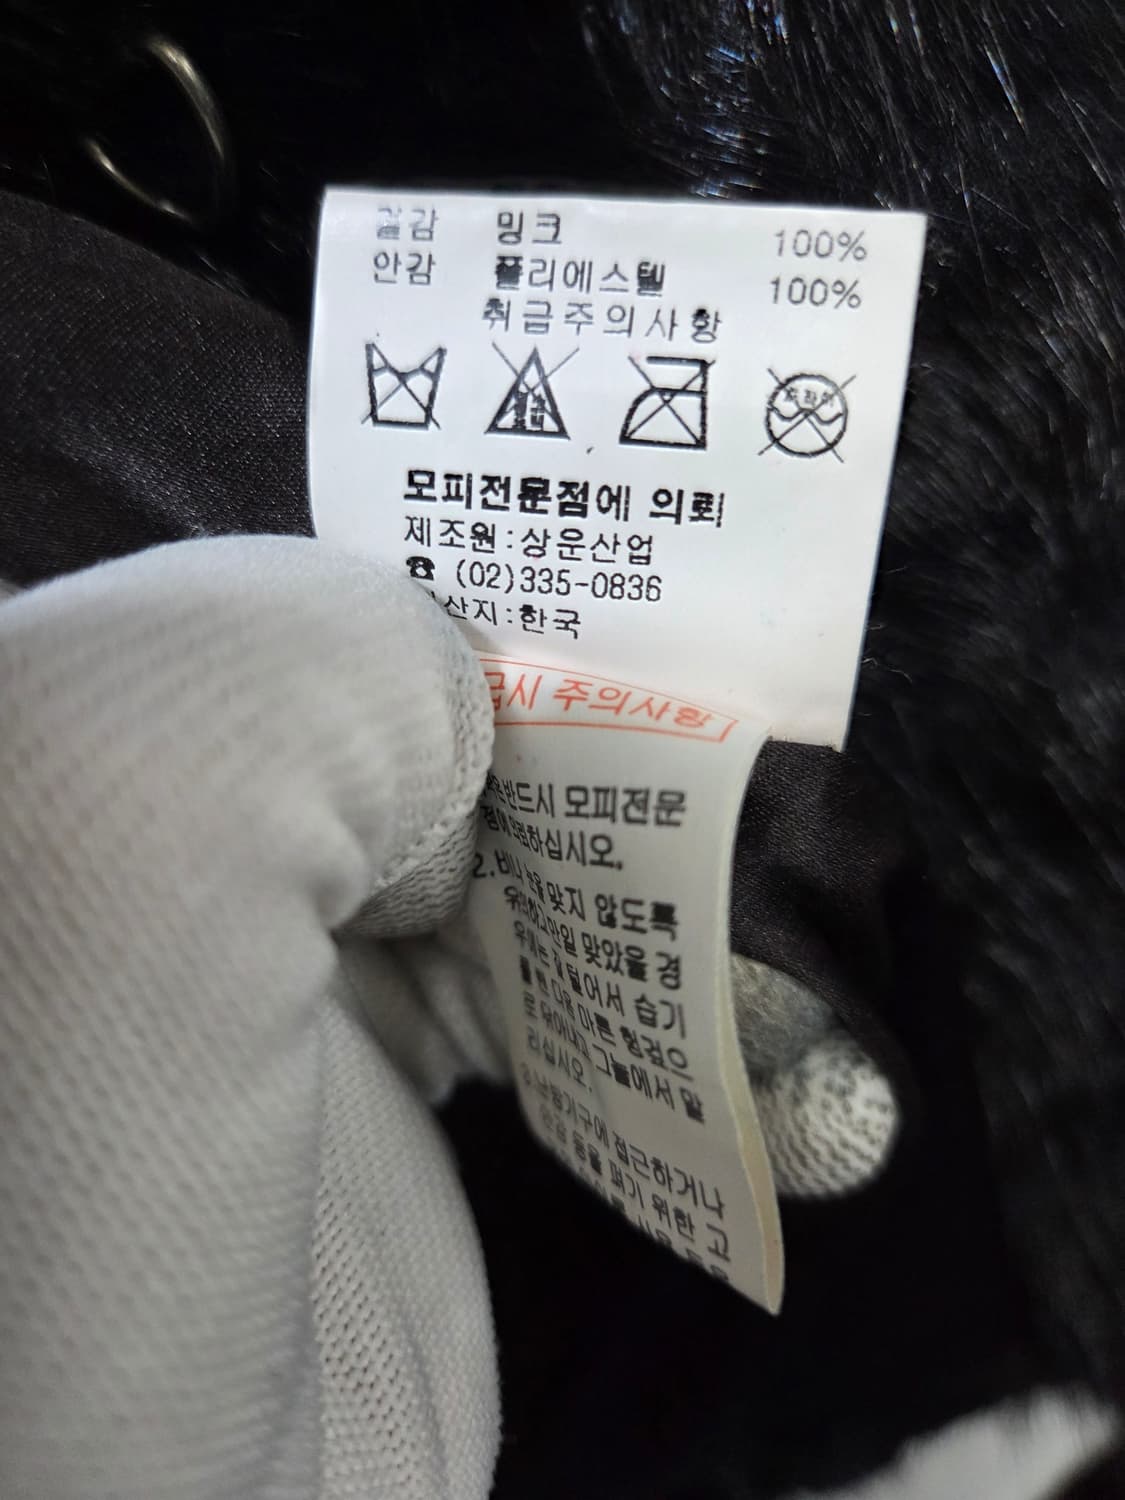 겉감 밍크 100%
안감 폴리에스텔 100%
취급주의사항
모피전문점에 의뢰
제조원:상운산업
☎ (02)335-0836
산지:한국
급시 주의사항
반드시 모피전문
점에 의뢰하십시오.
2.비나 눈을 맞지 않도록
유의하고만일 맞았을 경
우에는 잘 털어서 습기
를 뺀 다음 마른 헝겊으
로 닦아내고 그늘에서 말
리십시오.
3.난방기구에 접근하거나
위한 고